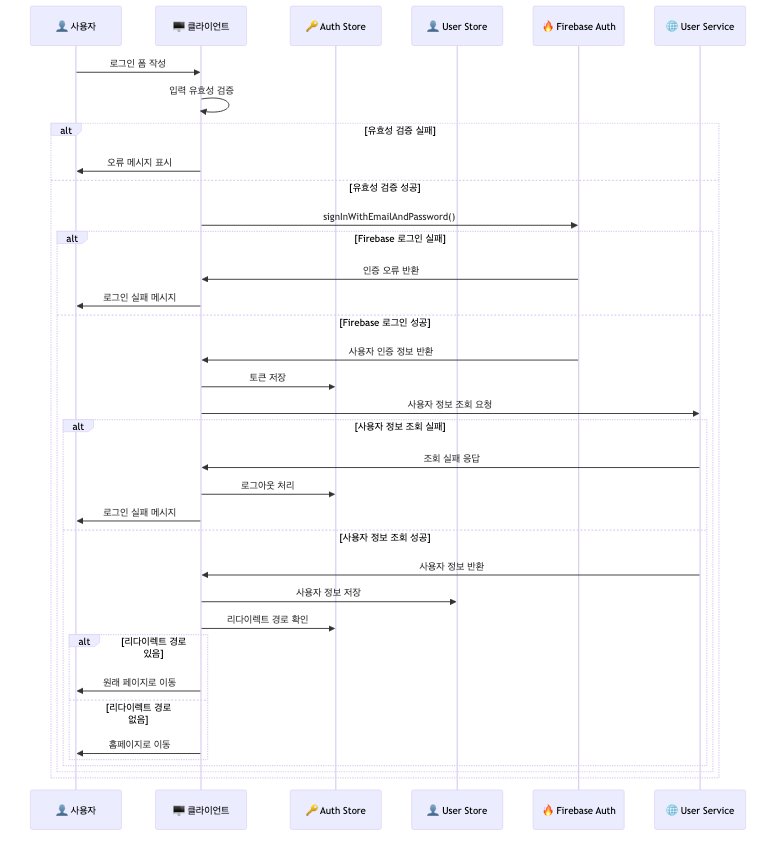 👤 사용자
🖥️ 클라이언트
🔑 Auth Store
👤 User Store
🔥 Firebase Auth
🌐 User Service
로그인 폼 작성
입력 유효성 검증
alt
[유효성 검증 실패]
오류 메시지 표시
[유효성 검증 성공]
signInWithEmailAndPassword()
alt
[Firebase 로그인 실패]
인증 오류 반환
로그인 실패 메시지
[Firebase 로그인 성공]
사용자 인증 정보 반환
토큰 저장
사용자 정보 조회 요청
alt
[사용자 정보 조회 실패]
조회 실패 응답
로그아웃 처리
로그인 실패 메시지
[사용자 정보 조회 성공]
사용자 정보 반환
사용자 정보 저장
리다이렉트 경로 확인
alt
[리다이렉트 경로
있음]
원래 페이지로 이동
[리다이렉트 경로
없음]
홈페이지로 이동
👤 사용자
🖥️ 클라이언트
🔑 Auth Store
👤 User Store
🔥 Firebase Auth
🌐 User Service